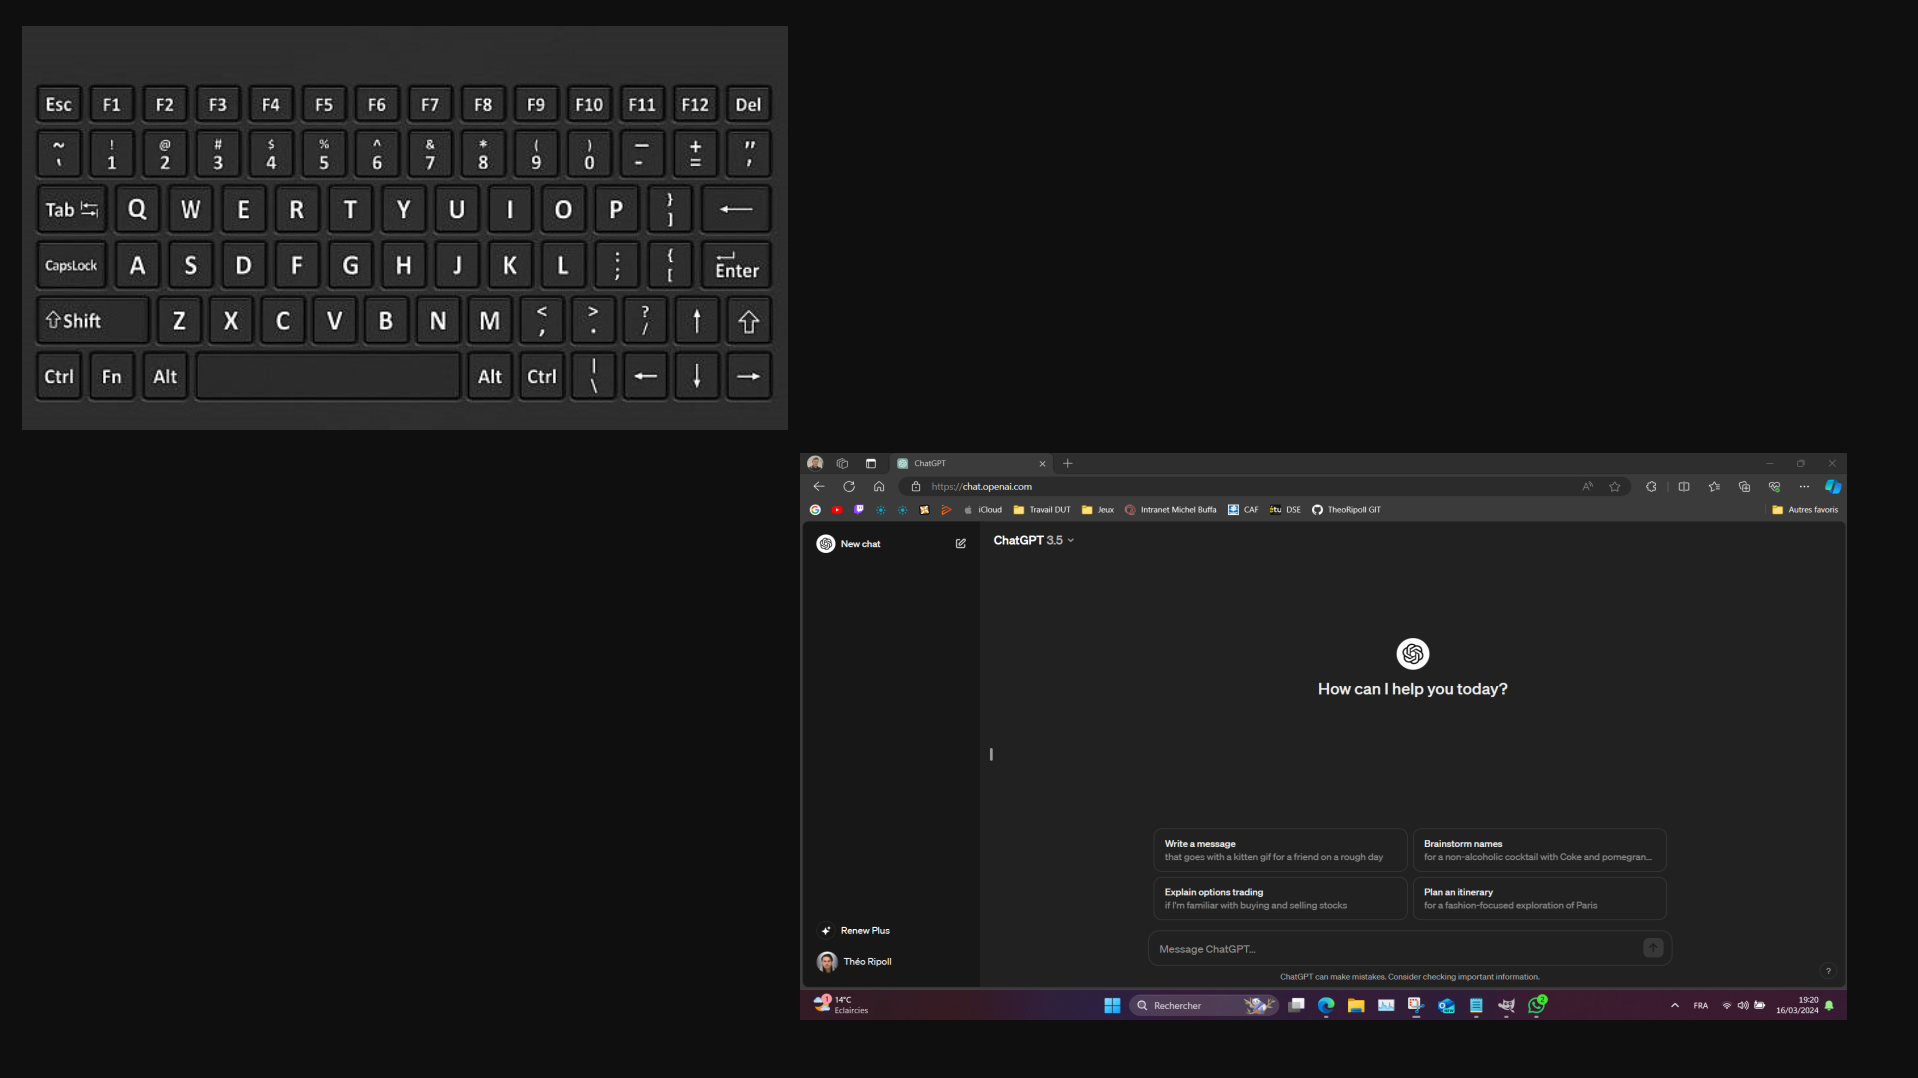 Esc F1 F2 F3 F4 F5 F6 F7 F8 F9 F10 F11 F12 Del
~ ! @ # $ % ^ & * ( ) — + "
` 1 2 3 4 5 6 7 8 9 0 - = '
Tab Q W E R T Y U I O P } ] ←
CapsLock A S D F G H J K L : ; { [ Enter
⇧Shift Z X C V B N M < , > . ? / ↑ ⇧
Ctrl Fn Alt Alt Ctrl | \ ← ↓ →
ChatGPT
https://chat.openai.com
iCloud Travail DUT Jeux Intranet Michel Buffa CAF étu DSE TheoRipoll GIT Autres favoris
New chat
ChatGPT 3.5
How can I help you today?
Write a message
that goes with a kitten gif for a friend on a rough day
Brainstorm names
for a non-alcoholic cocktail with Coke and pomegran...
Explain options trading
if I'm familiar with buying and selling stocks
Plan an itinerary
for a fashion-focused exploration of Paris
Renew Plus
Message ChatGPT...
Théo Ripoll
ChatGPT can make mistakes. Consider checking important information.
?
1
14°C
Eclaircies
Rechercher
2
FRA
19:20
16/03/2024